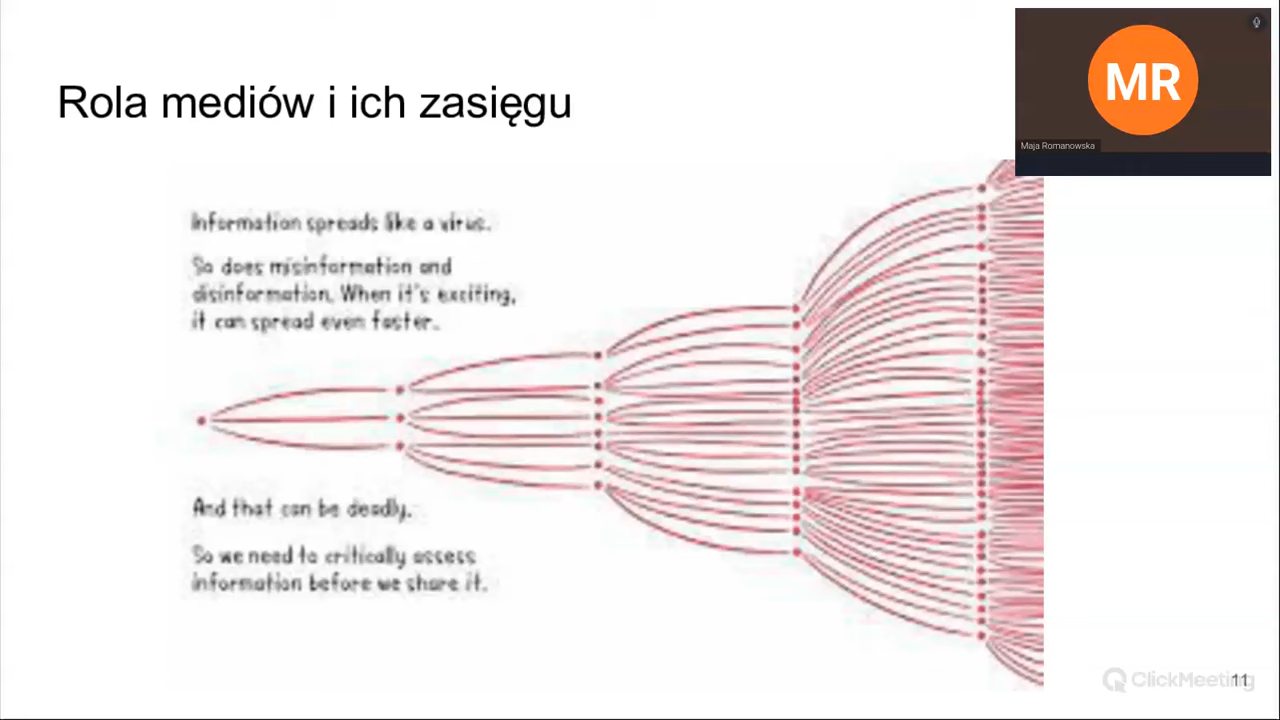 Rola mediów i ich zasięgu
MR
Maja Romanowska
Information spreads like a virus.
So does misinformation and
disinformation. When it's exciting,
it can spread even faster.
And that can be deadly.
So we need to critically assess
information before we share it.
ClickMeeting
11